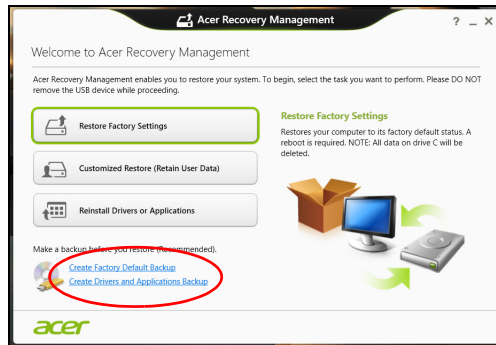 Acer Recovery Management
Welcome to Acer Recovery Management
Acer Recovery Management enables you to restore your system. To begin, select the task you want to perform. Please DO NOT
remove the USB device while proceeding.
Restore Factory Settings
Customized Restore (Retain User Data)
Reinstall Drivers or Applications
Restore Factory Settings
Restores your computer to its factory default status. A
reboot is required. NOTE: All data on drive C will be
deleted.
Make a backup before you restore (Recommended).
Create Factory Default Backup
Create Drivers and Applications Backup
acer